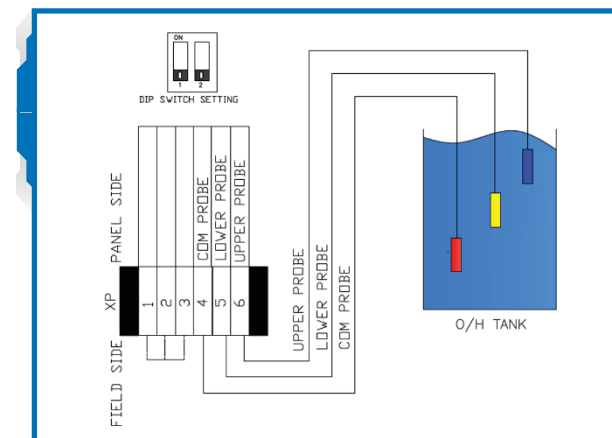 ON
1 2
DIP SWITCH SETTING
PANEL SIDE
COM PROBE
LOWER PROBE
UPPER PROBE
XP
1 2 3 4 5 6
FIELD SIDE
UPPER PROBE
LOWER PROBE
COM PROBE
O/H TANK